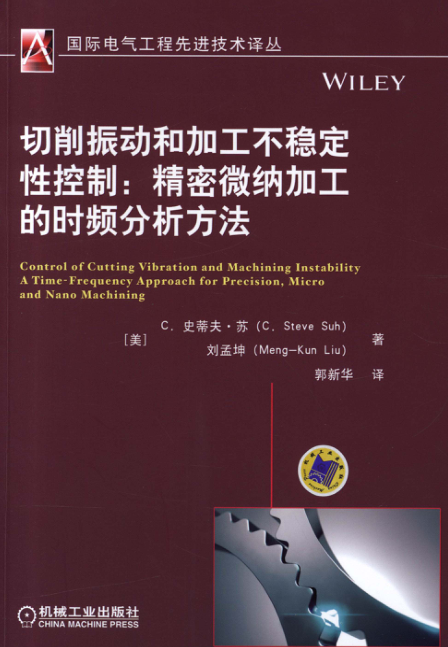 国际电气工程先进技术译丛
WILEY
切削振动和加工不稳定
性控制：精密微纳加工
的时频分析方法
Control of Cutting Vibration and Machining Instability
A Time-Frequency Approach for Precision, Micro
and Nano Machining
[美]
C. 史蒂夫·苏 (C. Steve Suh)
刘孟坤 (Meng-Kun Liu)
著
郭新华 译
机械工业出版社
CHINA MACHINE PRESS